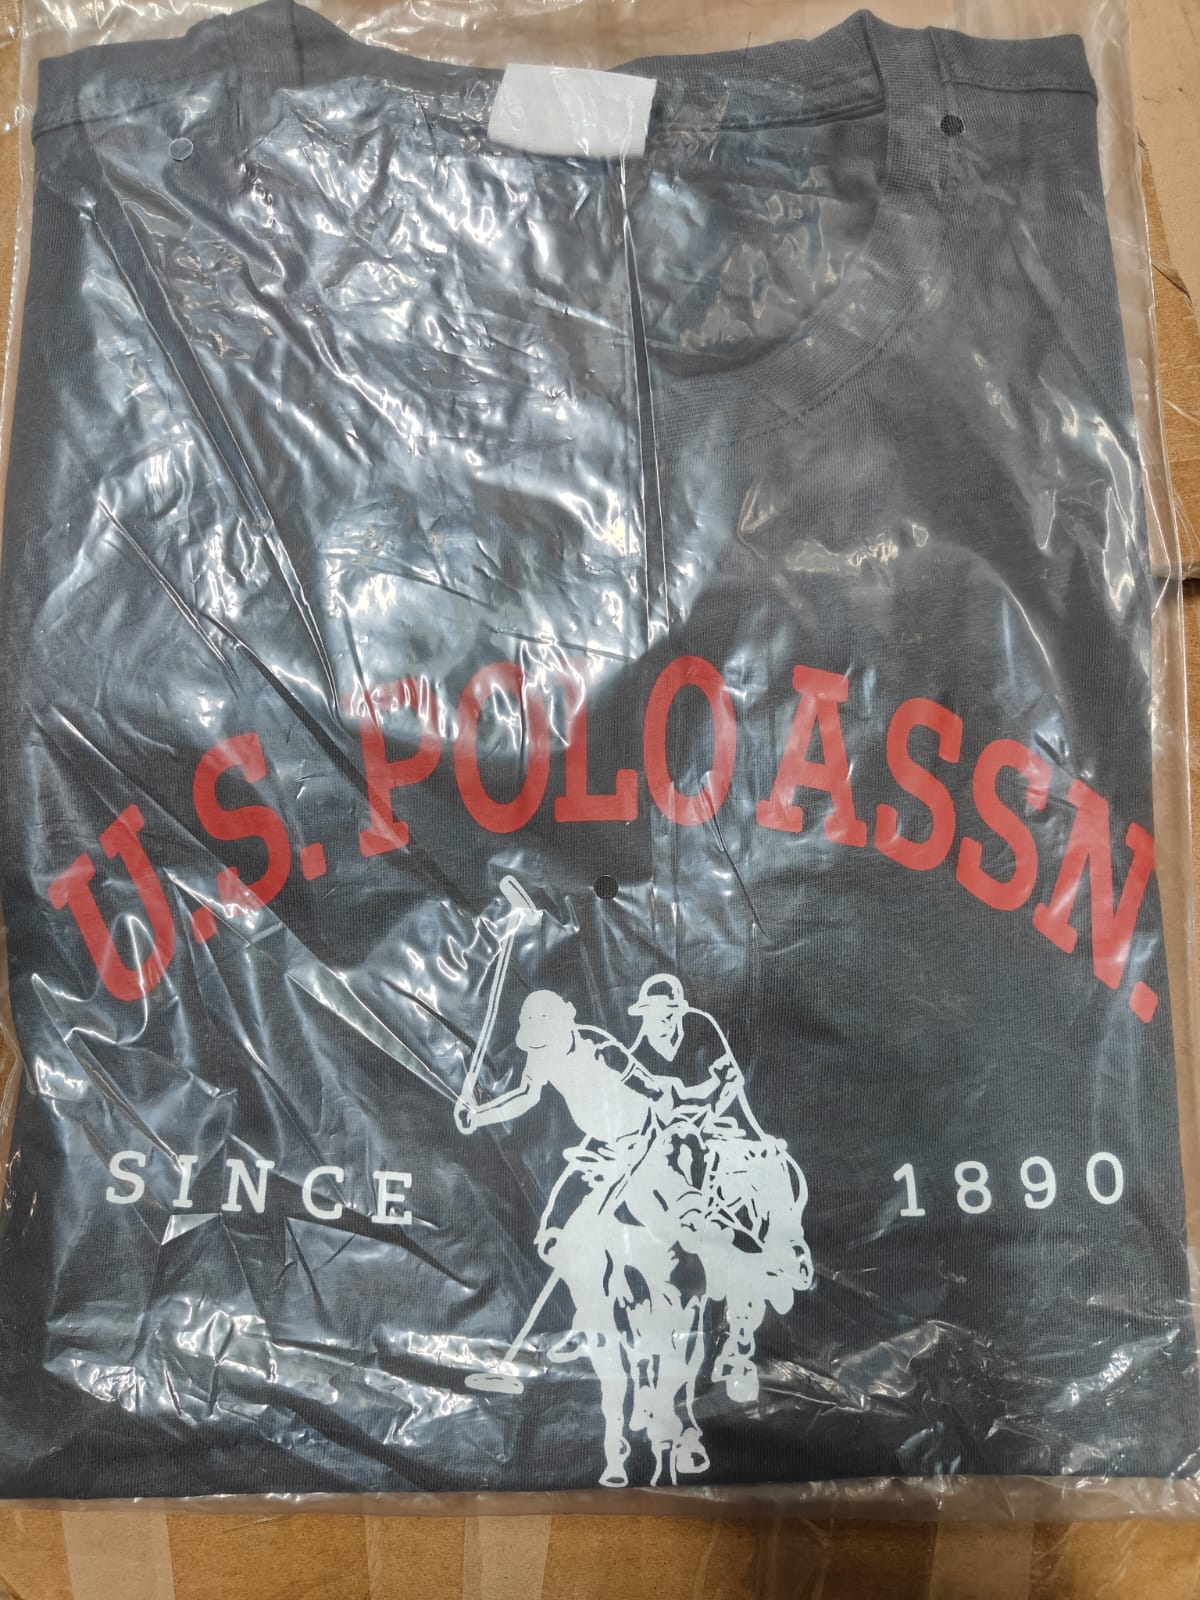 U.S. POLO ASSN.
SINCE 1890